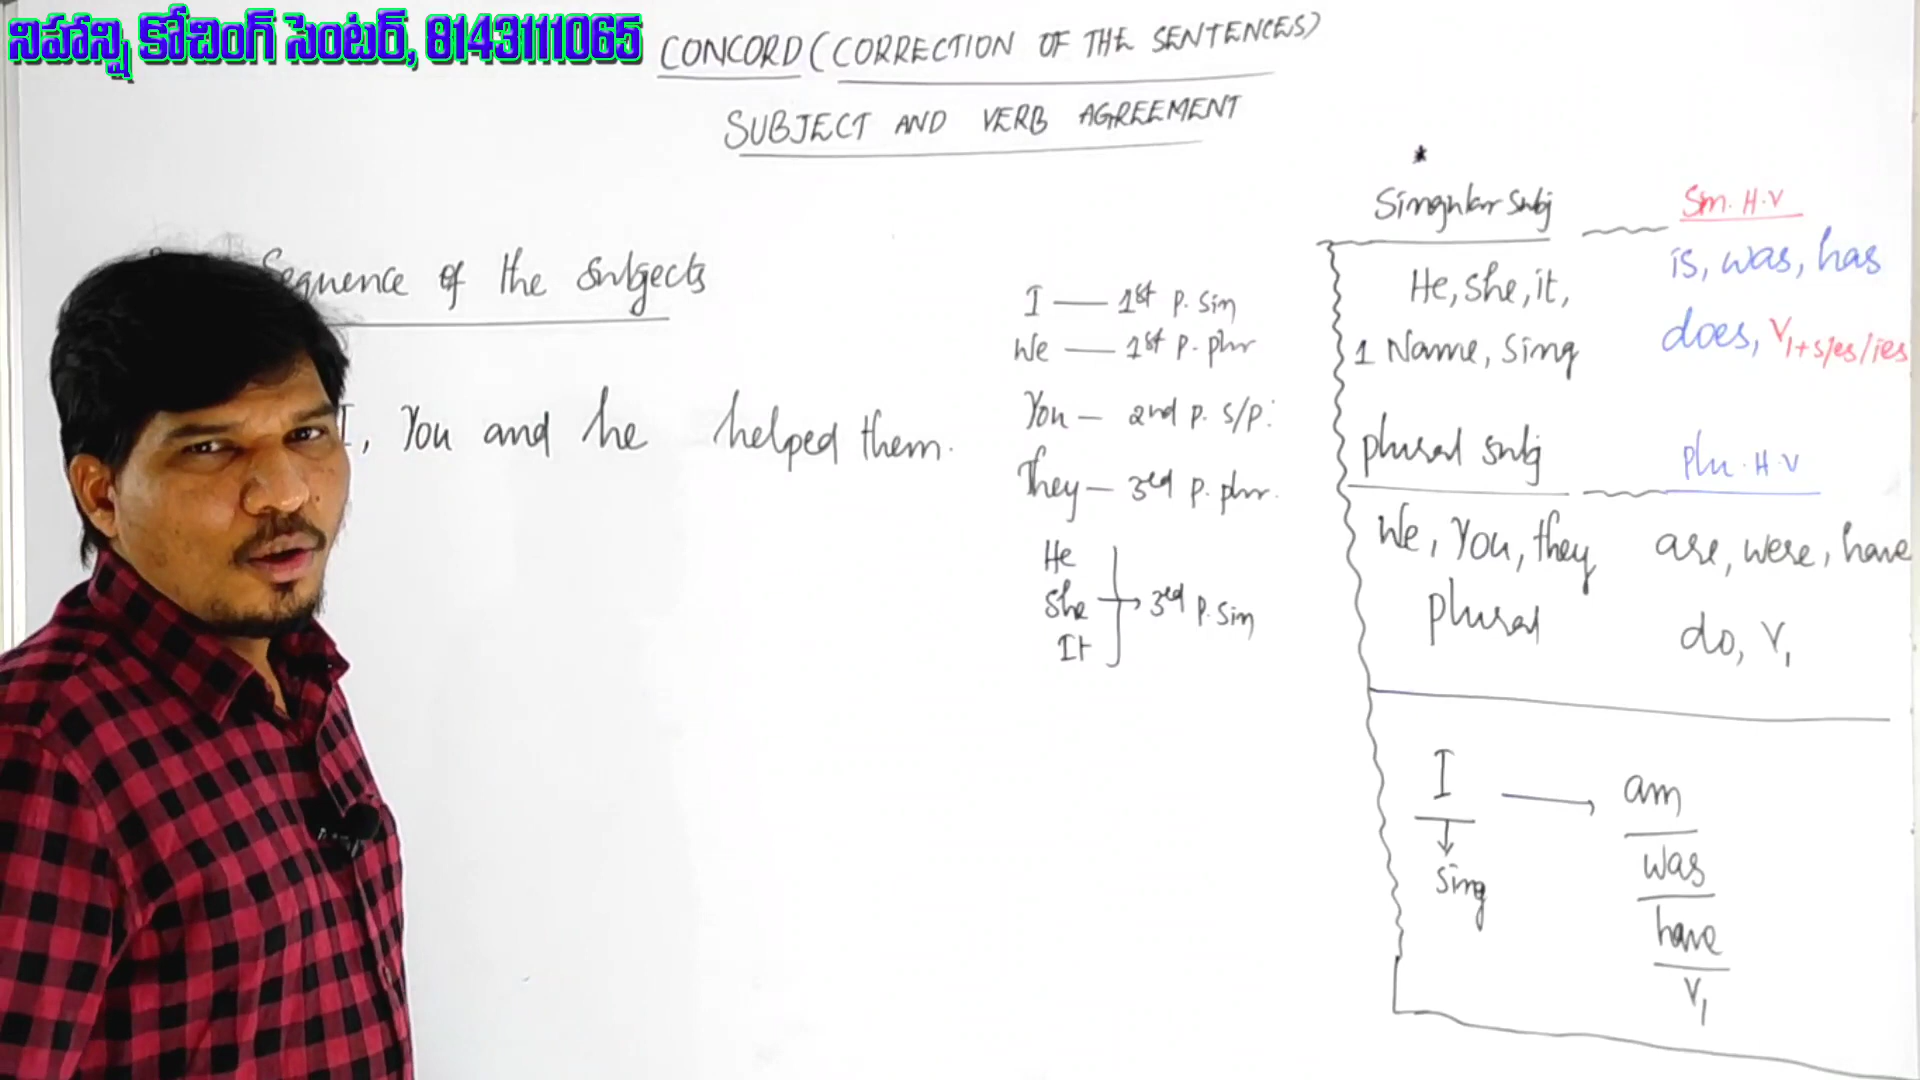 నిహాన్షి కోచింగ్ సెంటర్, 8143111065
CONCORD (CORRECTION OF THE SENTENCES)
SUBJECT AND VERB AGREEMENT
Sequence of the Subjects
I, You and he helped them.
I — 1st P. Sin
We — 1st P. plur
You — 2nd P. S/P.
They — 3rd P. plur.
He
She → 3rd P. Sin
It
*
Singular Subj — Sin. H.V
He, She, it, is, was, has
1 Name, Sing does, V1+s/es/ies
plural Subj — Plu. H.V
We, You, they are, were, have
plural do, V1
I → am
Sing was
have
V1